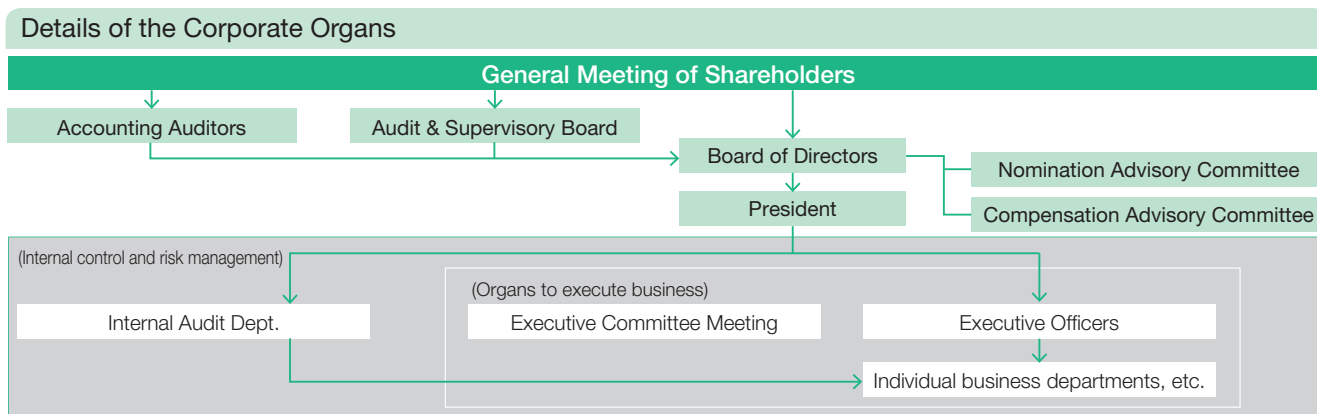 Details of the Corporate Organs
General Meeting of Shareholders
Accounting Auditors
Audit & Supervisory Board
Board of Directors
Nomination Advisory Committee
President
Compensation Advisory Committee
(Internal control and risk management)
(Organs to execute business)
Internal Audit Dept.
Executive Committee Meeting
Executive Officers
Individual business departments, etc.